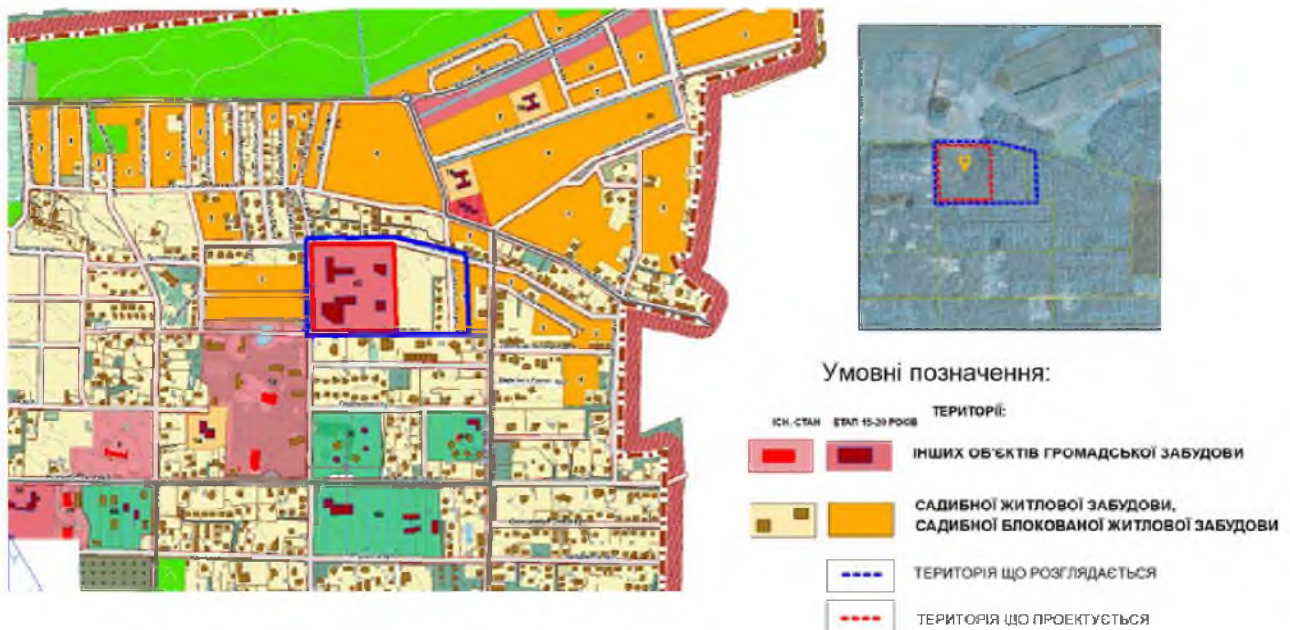 Умовні позначення:
ТЕРИТОРІЇ:
ІСН. СТАН ЕТАП 15-20 РОКІВ
ІНШИХ ОБ'ЄКТІВ ГРОМАДСЬКОЇ ЗАБУДОВИ
САДИБНОЇ ЖИТЛОВОЇ ЗАБУДОВИ,
САДИБНОЇ БЛОКОВАНОЇ ЖИТЛОВОЇ ЗАБУДОВИ
ТЕРИТОРІЯ ЩО РОЗГЛЯДАЄТЬСЯ
ТЕРИТОРІЯ ЩО ПРОЕКТУЄТЬСЯ